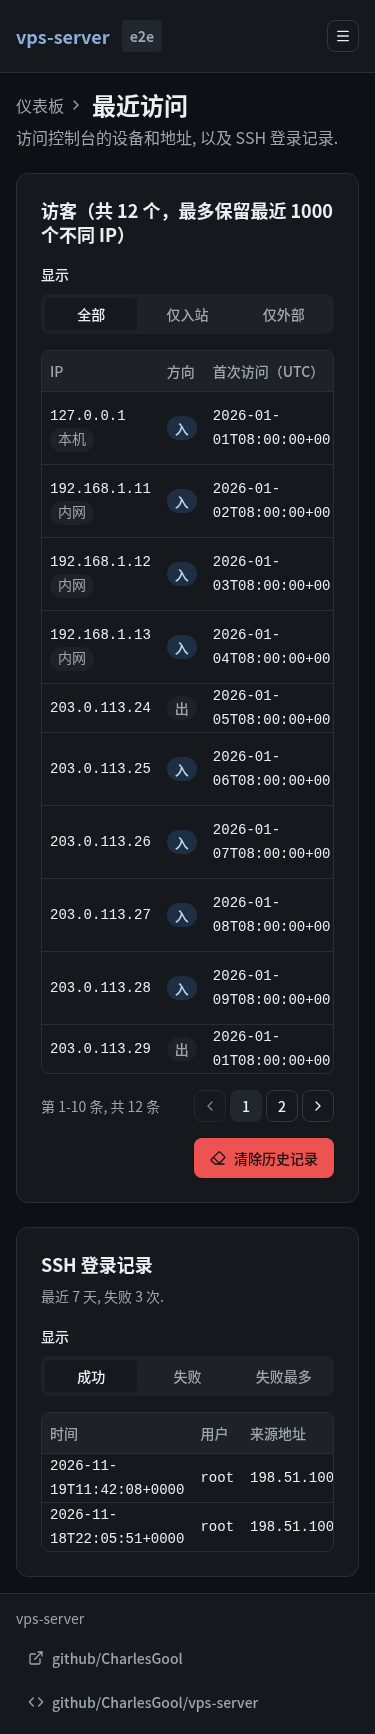 vps-server e2e
仪表板 > 最近访问
访问控制台的设备和地址, 以及 SSH 登录记录.
访客（共 12 个，最多保留最近 1000
个不同 IP）
显示
全部 仅入站 仅外部
IP 方向 首次访问（UTC）
127.0.0.1 本机 入 2026-01-
01T08:00:00+00
192.168.1.11 内网 入 2026-01-
02T08:00:00+00
192.168.1.12 内网 入 2026-01-
03T08:00:00+00
192.168.1.13 内网 入 2026-01-
04T08:00:00+00
203.0.113.24 出 2026-01-
05T08:00:00+00
203.0.113.25 入 2026-01-
06T08:00:00+00
203.0.113.26 入 2026-01-
07T08:00:00+00
203.0.113.27 入 2026-01-
08T08:00:00+00
203.0.113.28 入 2026-01-
09T08:00:00+00
203.0.113.29 出 2026-01-
01T08:00:00+00
第 1-10 条, 共 12 条 1 2
清除历史记录
SSH 登录记录
最近 7 天, 失败 3 次.
显示
成功 失败 失败最多
时间 用户 来源地址
2026-11-
19T11:42:08+0000 root 198.51.100
2026-11-
18T22:05:51+0000 root 198.51.100
vps-server
github/CharlesGool
github/CharlesGool/vps-server